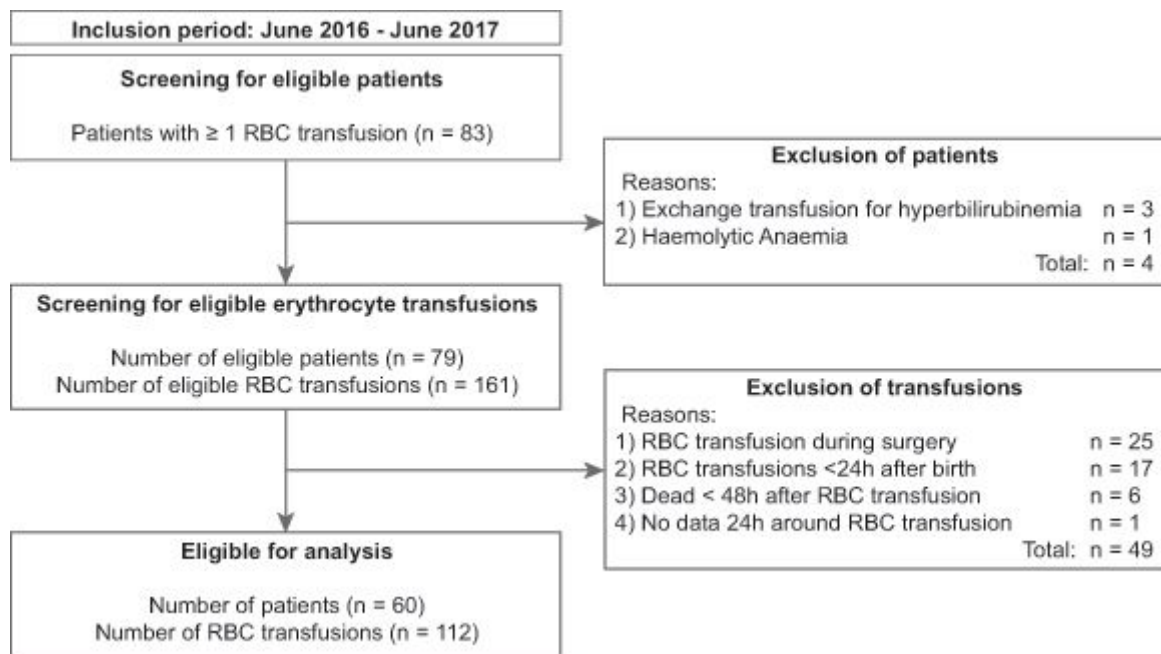 Inclusion period: June 2016 - June 2017
Screening for eligible patients
Patients with ≥ 1 RBC transfusion (n = 83)
Exclusion of patients
Reasons:
1) Exchange transfusion for hyperbilirubinemia n = 3
2) Haemolytic Anaemia n = 1
Total: n = 4
Screening for eligible erythrocyte transfusions
Number of eligible patients (n = 79)
Number of eligible RBC transfusions (n = 161)
Exclusion of transfusions
Reasons:
1) RBC transfusion during surgery n = 25
2) RBC transfusions <24h after birth n = 17
3) Dead < 48h after RBC transfusion n = 6
4) No data 24h around RBC transfusion n = 1
Total: n = 49
Eligible for analysis
Number of patients (n = 60)
Number of RBC transfusions (n = 112)